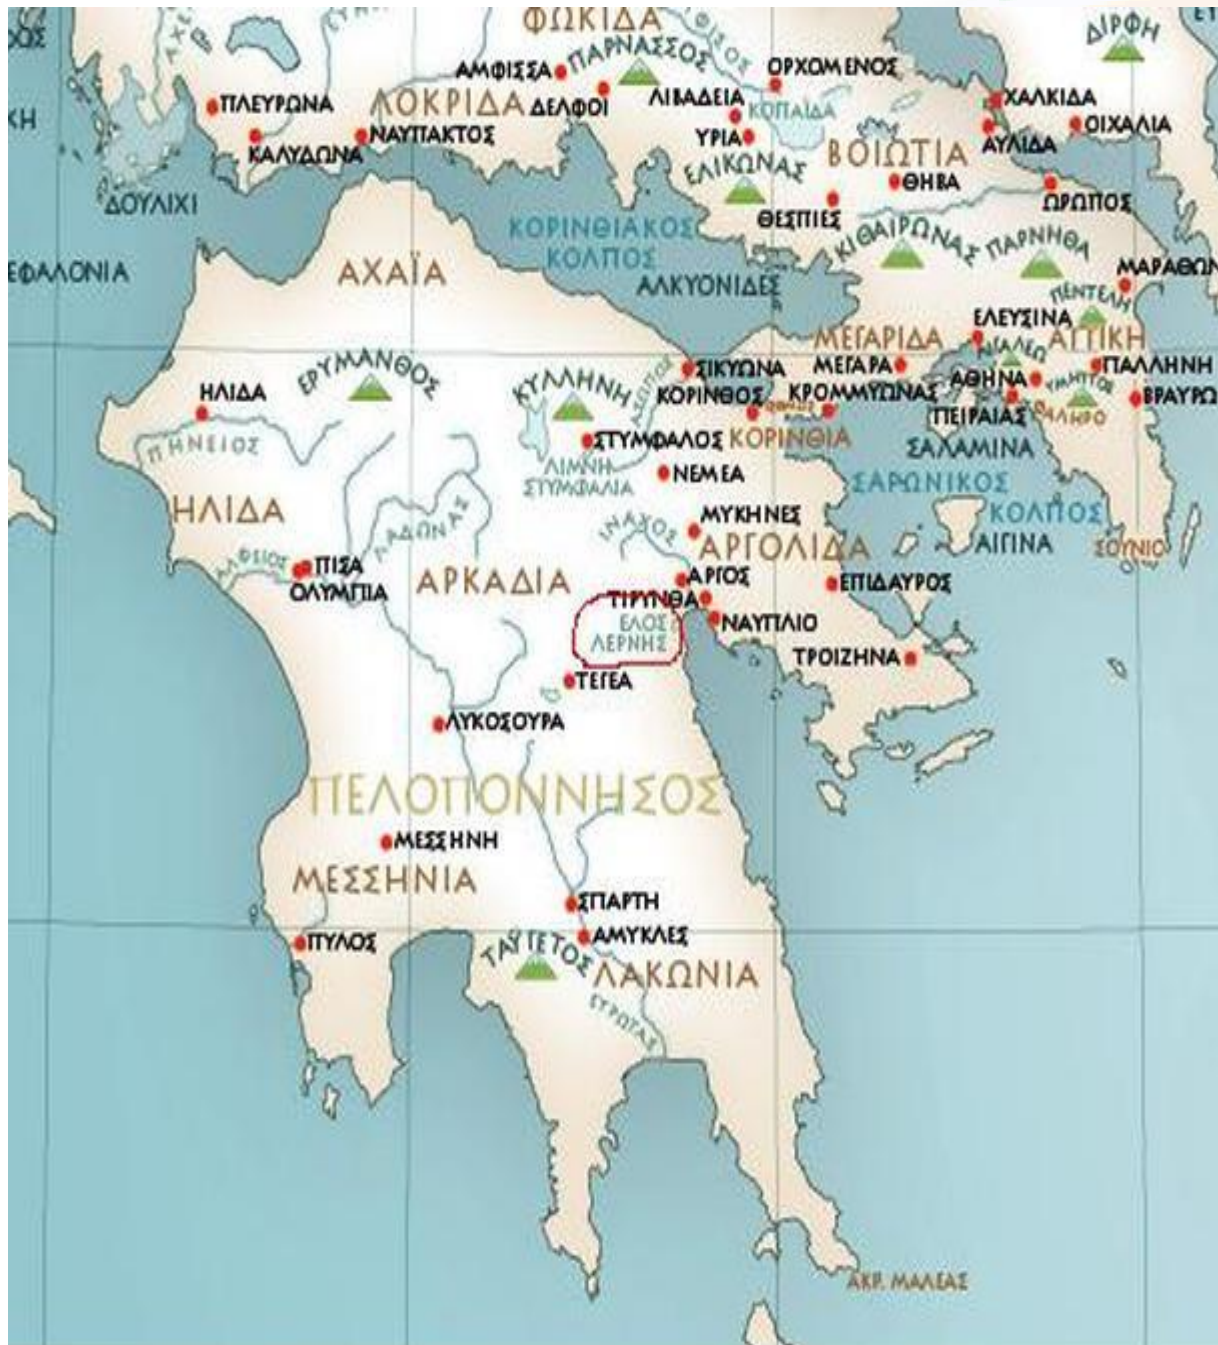 ΦΩΚΙΔΑ
ΔΙΡΦΗ
ΠΑΡΝΑΣΣΟΣ
ΑΜΦΙΣΣΑ
ΟΡΧΟΜΕΝΟΣ
ΠΛΕΥΡΩΝΑ
ΛΟΚΡΙΔΑ
ΔΕΛΦΟΙ
ΛΙΒΑΔΕΙΑ
ΚΟΠΑΙΔΑ
ΧΑΛΚΙΔΑ
ΟΙΧΑΛΙΑ
ΚΑΛΥΔΩΝΑ
ΝΑΥΠΑΚΤΟΣ
ΥΡΙΑ
ΒΟΙΩΤΙΑ
ΑΥΛΙΔΑ
ΕΛΙΚΩΝΑΣ
ΘΗΒΑ
ΔΟΥΛΙΧΙ
ΘΕΣΠΙΕΣ
ΩΡΩΠΟΣ
ΚΟΡΙΝΘΙΑΚΟΣ
ΚΟΛΠΟΣ
ΚΙΘΑΙΡΩΝΑΣ
ΠΑΡΝΗΘΑ
ΕΦΑΛΟΝΙΑ
ΑΧΑΪΑ
ΑΛΚΥΟΝΙΔΕΣ
ΜΑΡΑΘΩΝ
ΠΕΝΤΕΛΗ
ΕΛΕΥΣΙΝΑ
ΜΕΓΑΡΙΔΑ
ΑΤΤΙΚΗ
ΣΙΚΥΩΝΑ
ΜΕΓΑΡΑ
ΑΘΗΝΑ
ΠΑΛΛΗΝΗ
ΕΡΥΜΑΝΘΟΣ
ΚΥΛΛΗΝΗ
ΑΣΩΠΟΣ
ΥΜΗΤΤΟΣ
ΗΛΙΔΑ
ΚΟΡΙΝΘΟΣ
ΚΡΟΜΜΥΩΝΑΣ
ΒΡΑΥΡΩ
ΠΕΙΡΑΙΑΣ
ΠΗΝΕΙΟΣ
ΣΤΥΜΦΑΛΟΣ
ΚΟΡΙΝΘΙΑ
ΣΑΛΑΜΙΝΑ
ΛΙΜΝΗ
ΣΤΥΜΦΑΛΙΑ
ΝΕΜΕΑ
ΣΑΡΩΝΙΚΟΣ
ΚΟΛΠΟΣ
ΗΛΙΔΑ
ΛΑΔΩΝΑΣ
ΙΝΑΧΟΣ
ΜΥΚΗΝΕΣ
ΑΡΓΟΛΙΔΑ
ΑΙΓΙΝΑ
ΣΟΥΝΙΟ
ΑΛΦΕΙΟΣ
ΠΙΣΑ
ΟΛΥΜΠΙΑ
ΑΡΚΑΔΙΑ
ΑΡΓΟΣ
ΕΠΙΔΑΥΡΟΣ
ΤΙΡΥΝΘΑ
ΕΛΟΣ
ΛΕΡΝΗΣ
ΝΑΥΠΛΙΟ
ΤΡΟΙΖΗΝΑ
ΤΕΓΕΑ
ΛΥΚΟΣΟΥΡΑ
ΠΕΛΟΠΟΝΝΗΣΟΣ
ΜΕΣΣΗΝΗ
ΜΕΣΣΗΝΙΑ
ΣΠΑΡΤΗ
ΠΥΛΟΣ
ΤΑΫΓΕΤΟΣ
ΑΜΥΚΛΕΣ
ΛΑΚΩΝΙΑ
ΕΥΡΩΤΑΣ
ΑΚΡ. ΜΑΛΕΑΣ